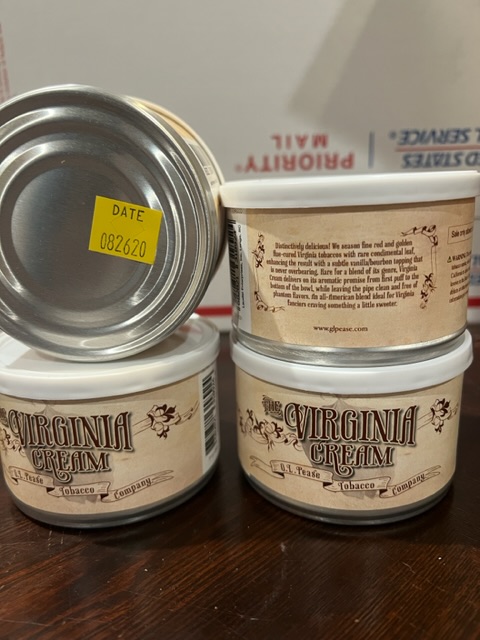 PRIORITY®
MAIL
ED STATES
L SERVICE®
DATE
082620
Distinctively delicious! We season fine red and golden
flue-cured Virginia tobaccos with rare condimental leaf,
enhancing the result with a subtle vanilla/bourbon topping that
is never overbearing. Rare for a blend of its genre, Virginia
Cream delivers on its aromatic promise from first puff to the
bottom of the bowl, while leaving the pipe clean and free of
phantom flavors. An all-American blend ideal for Virginia
fanciers craving something a little sweeter.
www.glpease.com
VIRGINIA
CREAM
G.L. Pease
Tobacco
Company
THE
VIRGINIA
CREAM
G.L. Pease
Tobacco
Company